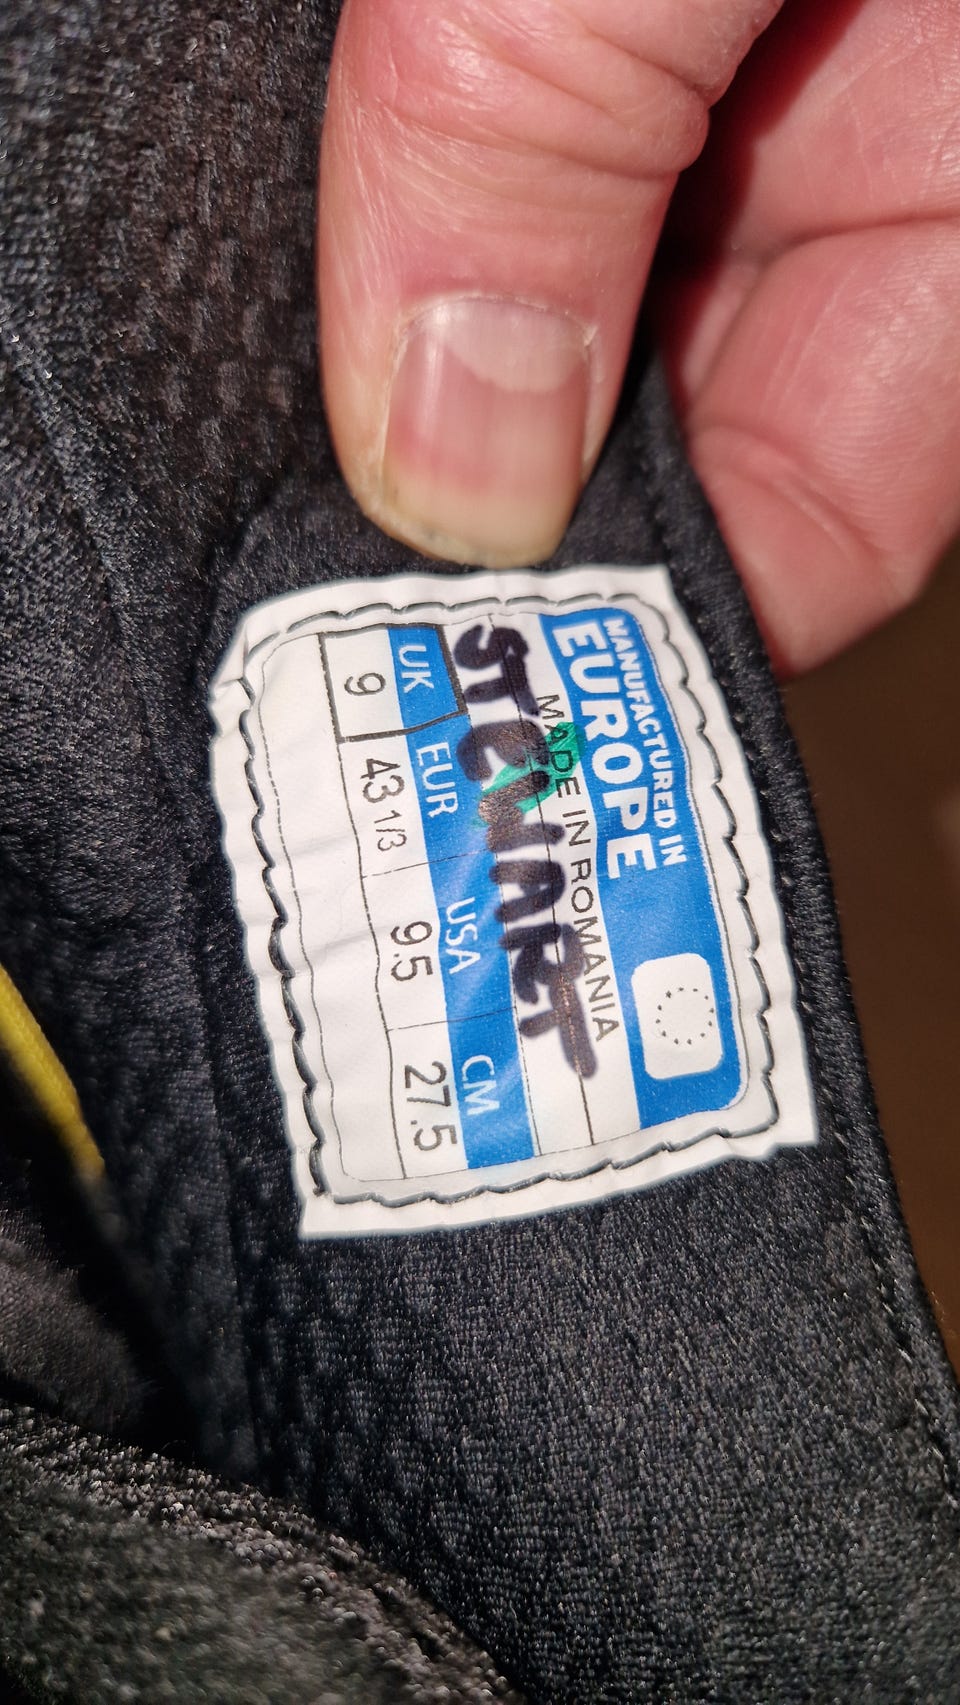 MANUFACTURED IN
EUROPE
MADE IN ROMANIA
STEWART
UK EUR USA CM
9 43 1/3 9.5 27.5